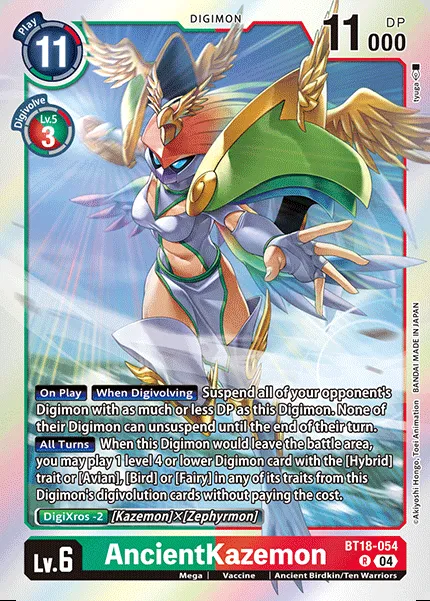 Play
11
DIGIMON
11000
DP
Digivolve
Lv.5
3
tyuga
On Play When Digivolving Suspend all of your opponent's
Digimon with as much or less DP as this Digimon. None of
their Digimon can unsuspend until the end of their turn.
All Turns When this Digimon would leave the battle area,
you may play 1 level 4 or lower Digimon card with the [Hybrid]
trait or [Avian], [Bird] or [Fairy] in any of its traits from this
Digimon's digivolution cards without paying the cost.
DigiXros -2 [Kazemon]×[Zephyrmon]
©Akiyoshi Hongo, Toei Animation BANDAI MADE IN JAPAN
Lv.6
AncientKazemon
BT18-054
R 04
Mega | Vaccine | Ancient Birdkin/Ten Warriors